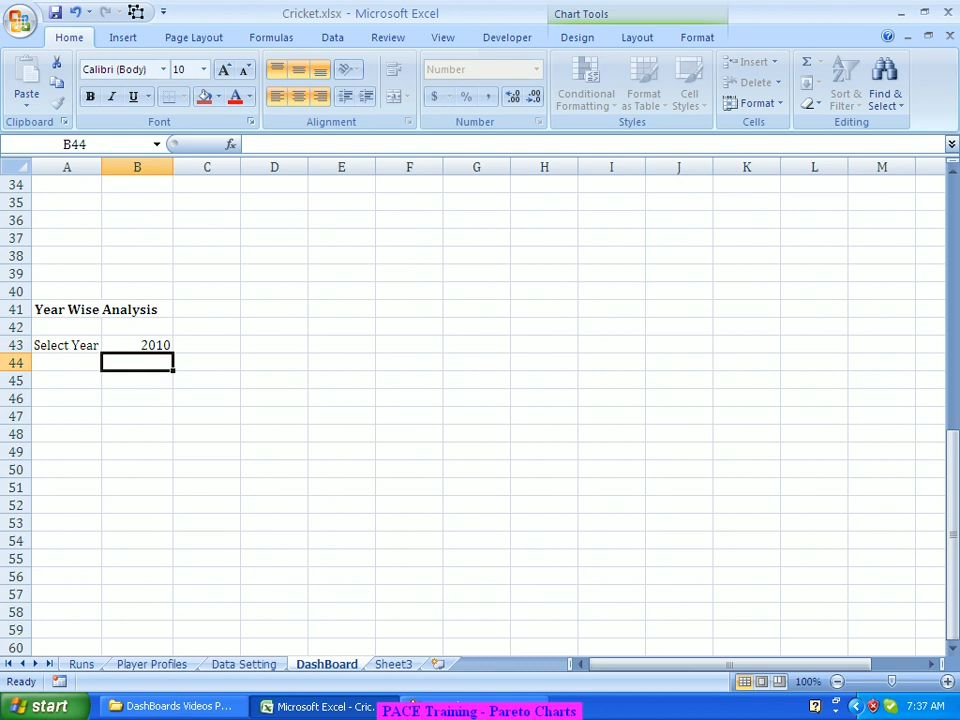 Cricket.xlsx - Microsoft Excel
Chart Tools
Home Insert Page Layout Formulas Data Review View Developer Design Layout Format
Paste
Calibri (Body) 10
B I U
Number
$ % ,
Conditional Formatting
Format as Table
Cell Styles
Insert
Delete
Format
Σ
Sort & Filter
Find & Select
Clipboard Font Alignment Number Styles Cells Editing
B44 fx
A B C D E F G H I J K L M
34
35
36
37
38
39
40
41 Year Wise Analysis
42
43 Select Year 2010
44
45
46
47
48
49
50
51
52
53
54
55
56
57
58
59
60
Runs Player Profiles Data Setting DashBoard Sheet3
Ready 100%
start DashBoards Videos P... Microsoft Excel - Cric... 7:37 AM
PACE Training - Pareto Charts